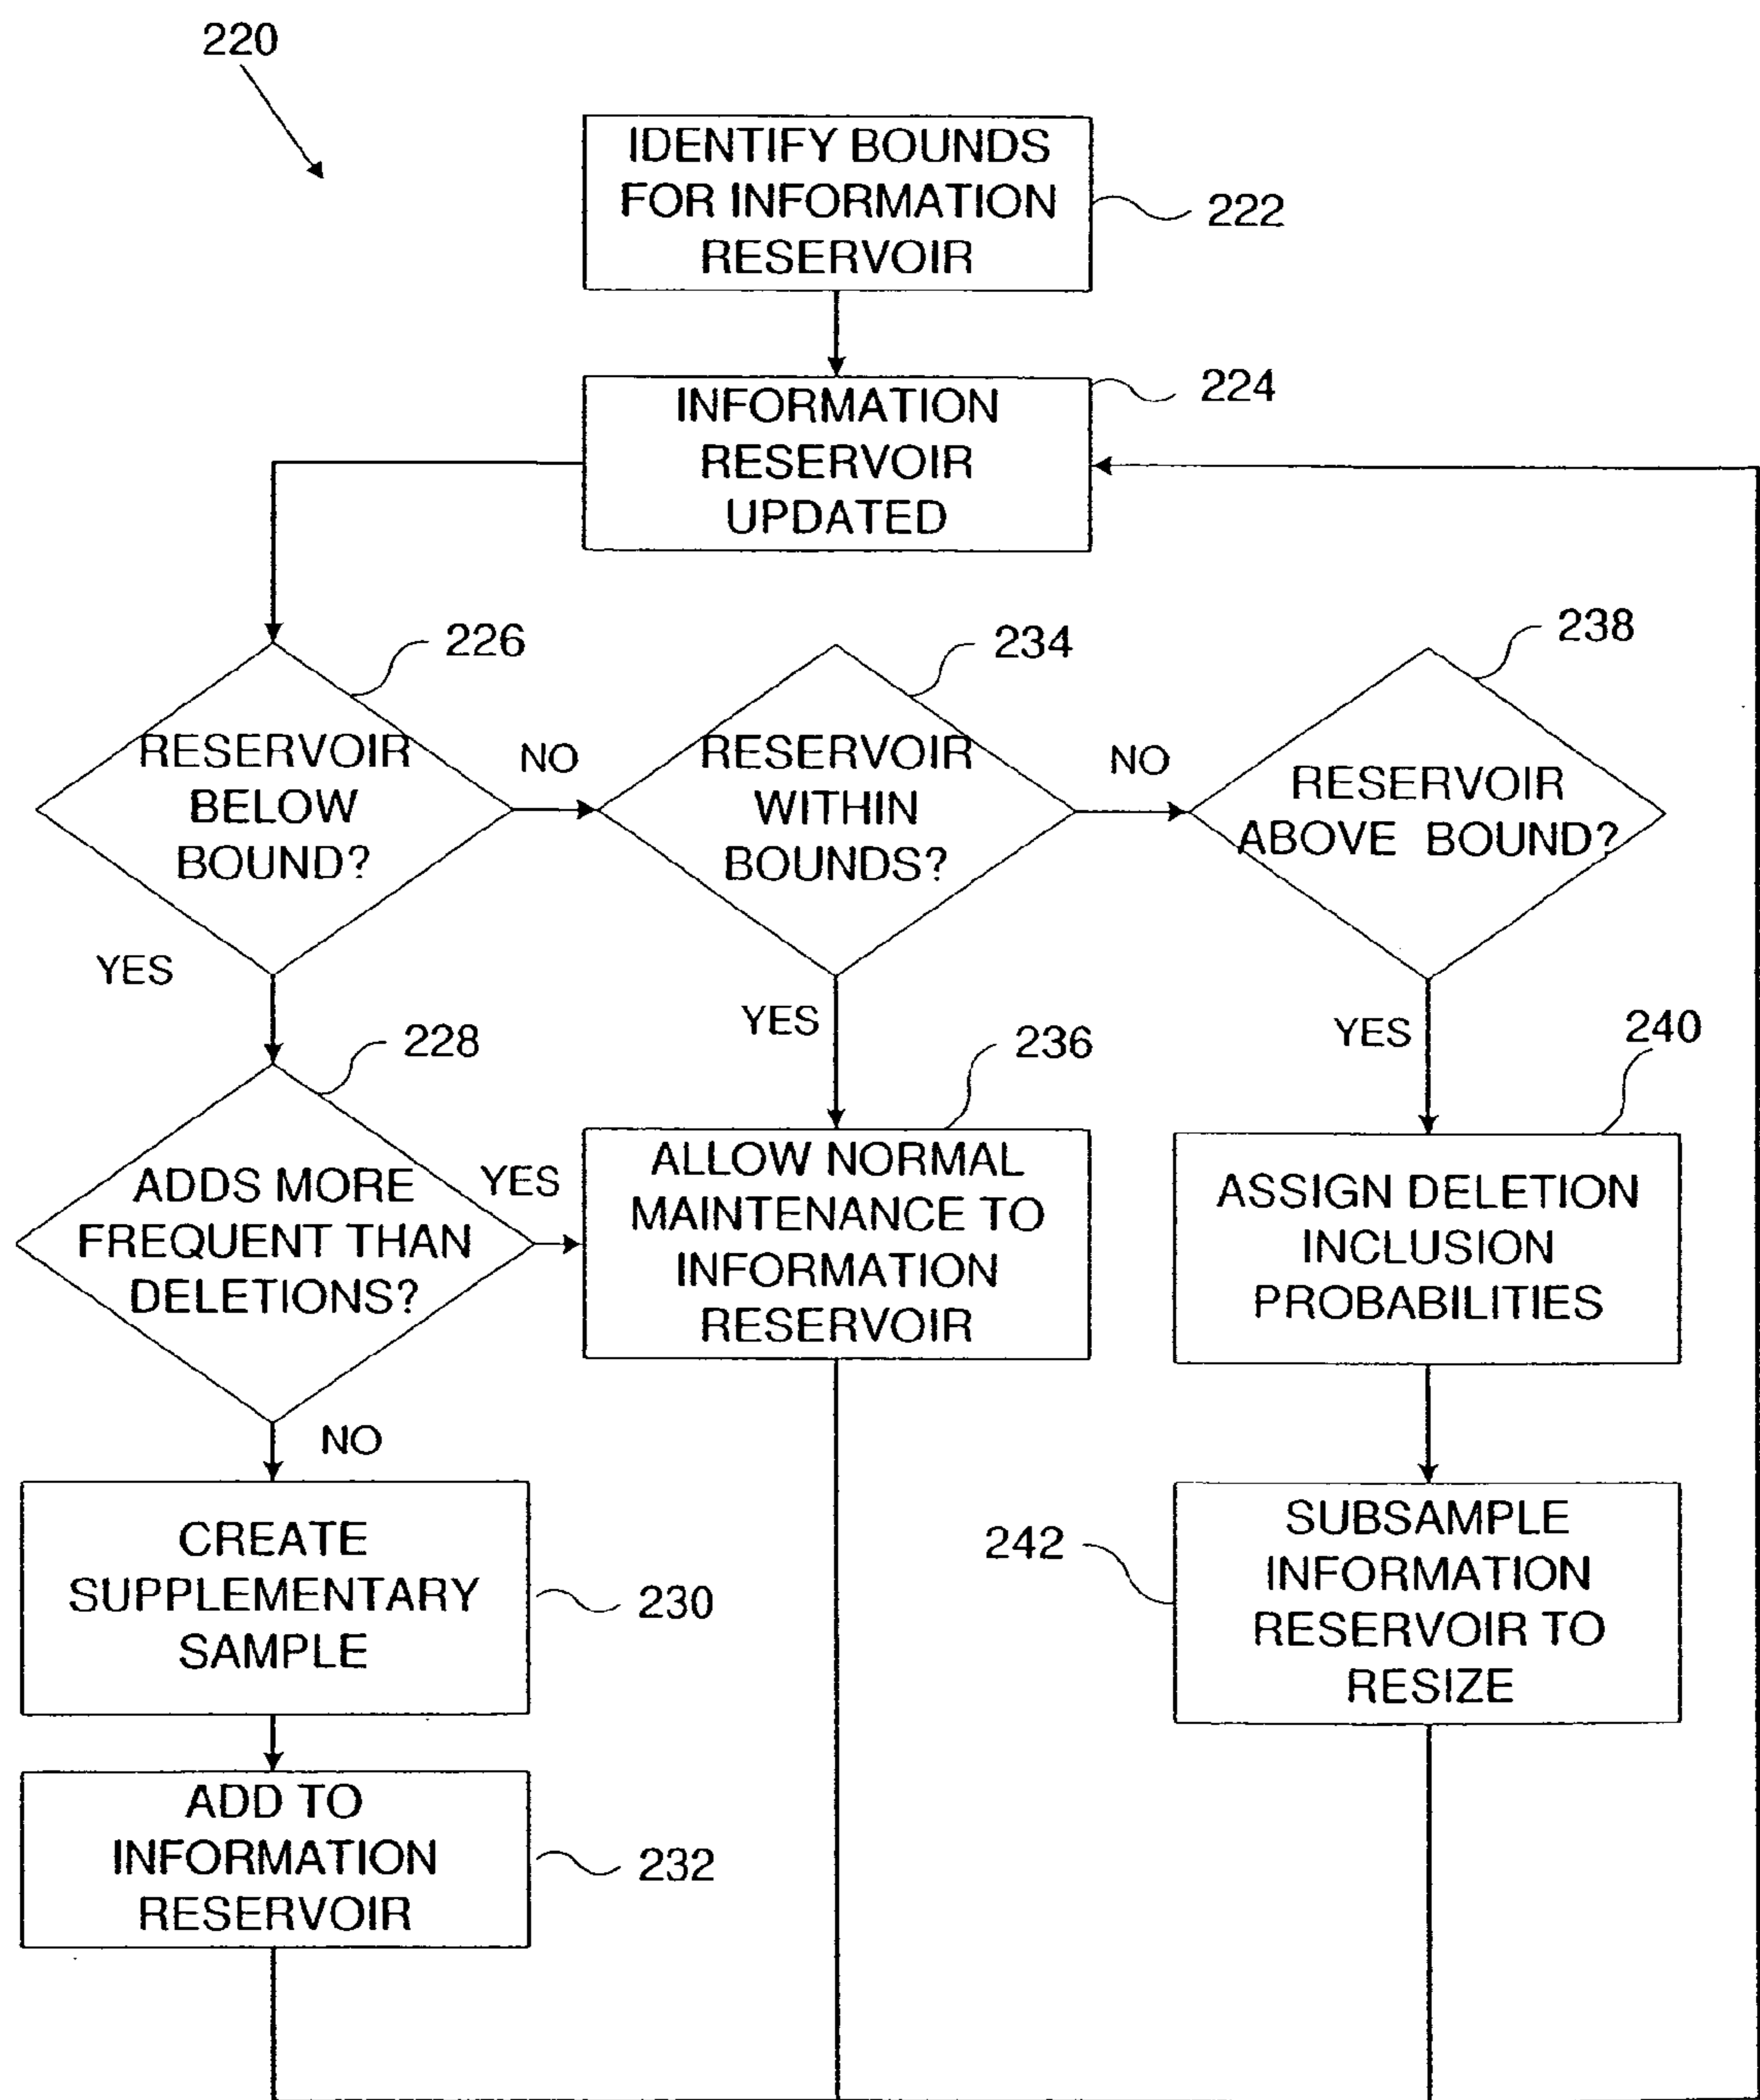 220
IDENTIFY BOUNDS
FOR INFORMATION
RESERVOIR
222
INFORMATION
RESERVOIR
UPDATED
224
226
RESERVOIR
BELOW
BOUND?
NO
234
RESERVOIR
WITHIN
BOUNDS?
NO
238
RESERVOIR
ABOVE BOUND?
YES
YES
YES
228
ADDS MORE
FREQUENT THAN
DELETIONS?
YES
236
ALLOW NORMAL
MAINTENANCE TO
INFORMATION
RESERVOIR
240
ASSIGN DELETION
INCLUSION
PROBABILITIES
NO
CREATE
SUPPLEMENTARY
SAMPLE
230
242
SUBSAMPLE
INFORMATION
RESERVOIR TO
RESIZE
ADD TO
INFORMATION
RESERVOIR
232